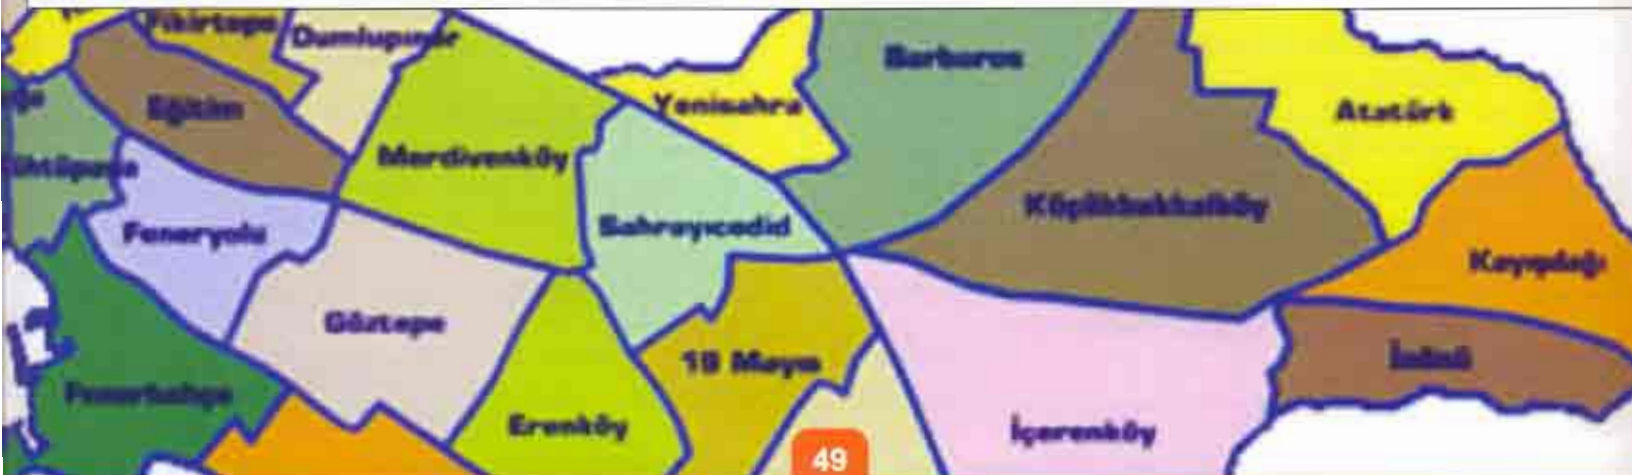 Fikirtepe
Dumlupınar
Barbaros
Eğitim
Yenisahra
Atatürk
Merdivenköy
Küçükbakkalköy
Feneryolu
Sahrayıcedid
Kayışdağı
Göztepe
19 Mayıs
İnönü
Fenerbahçe
Erenköy
İçerenköy
49